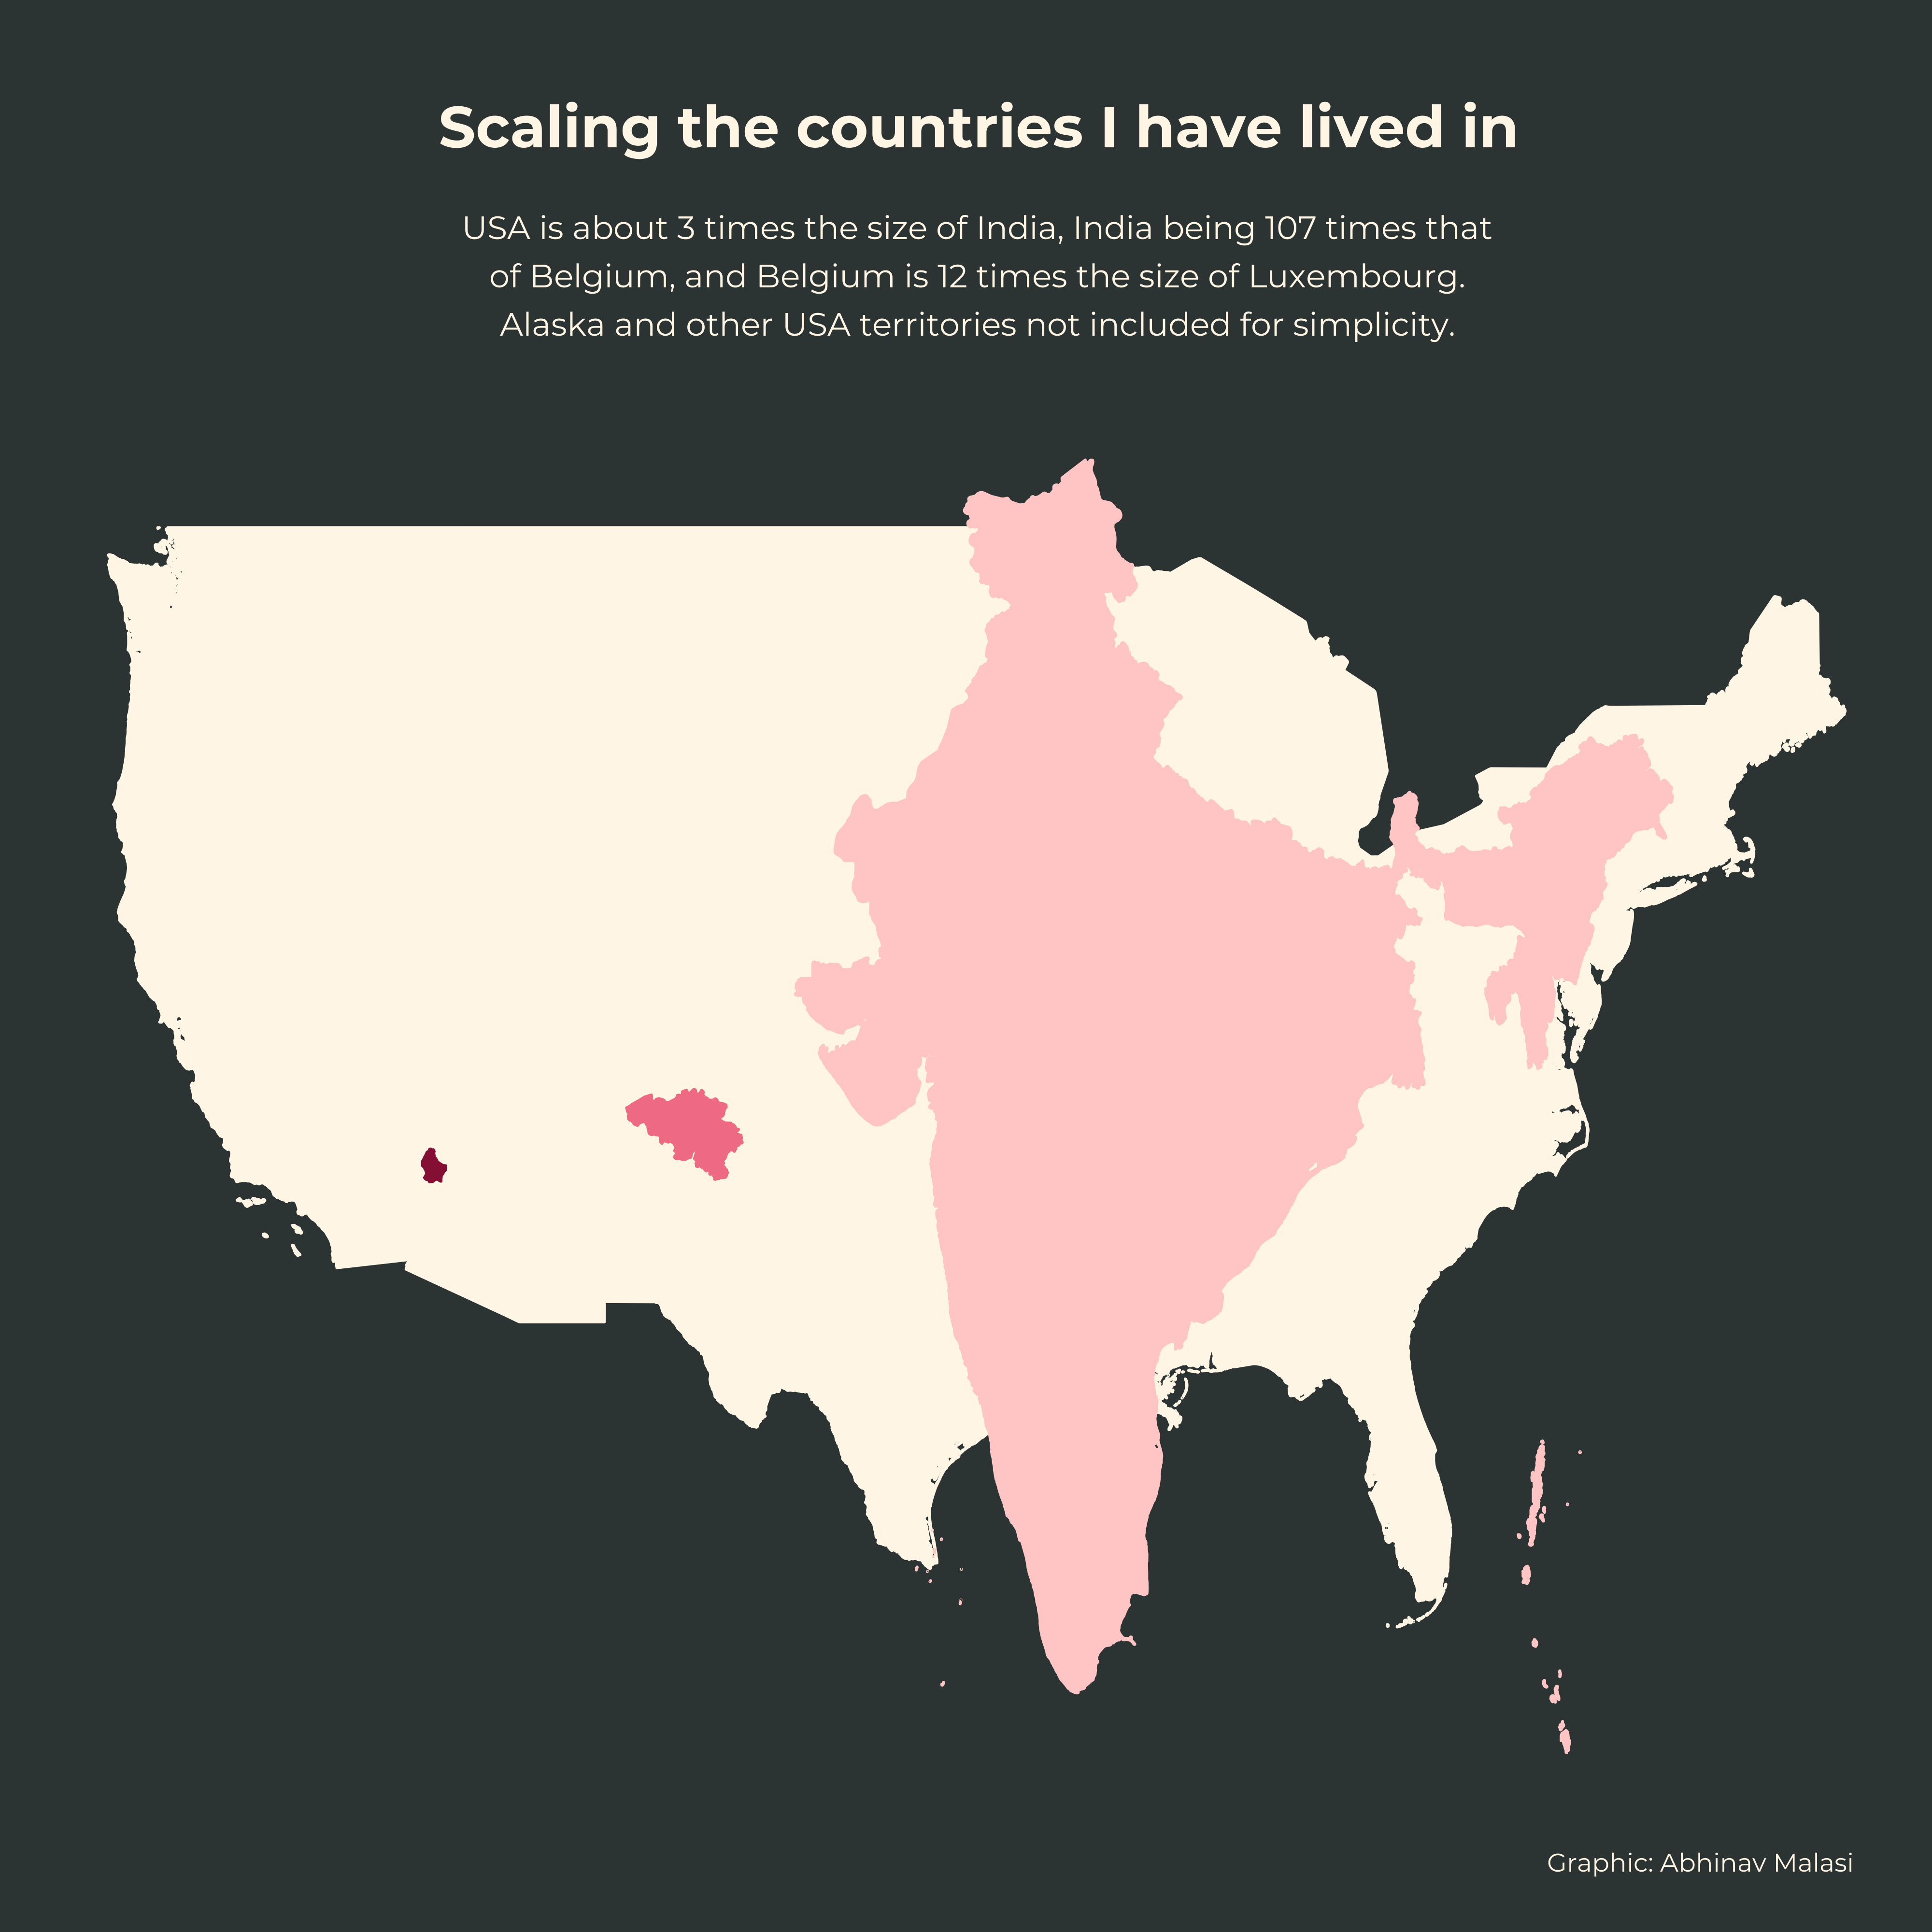 Scaling the countries I have lived in
USA is about 3 times the size of India, India being 107 times that
of Belgium, and Belgium is 12 times the size of Luxembourg.
Alaska and other USA territories not included for simplicity.
Graphic: Abhinav Malasi